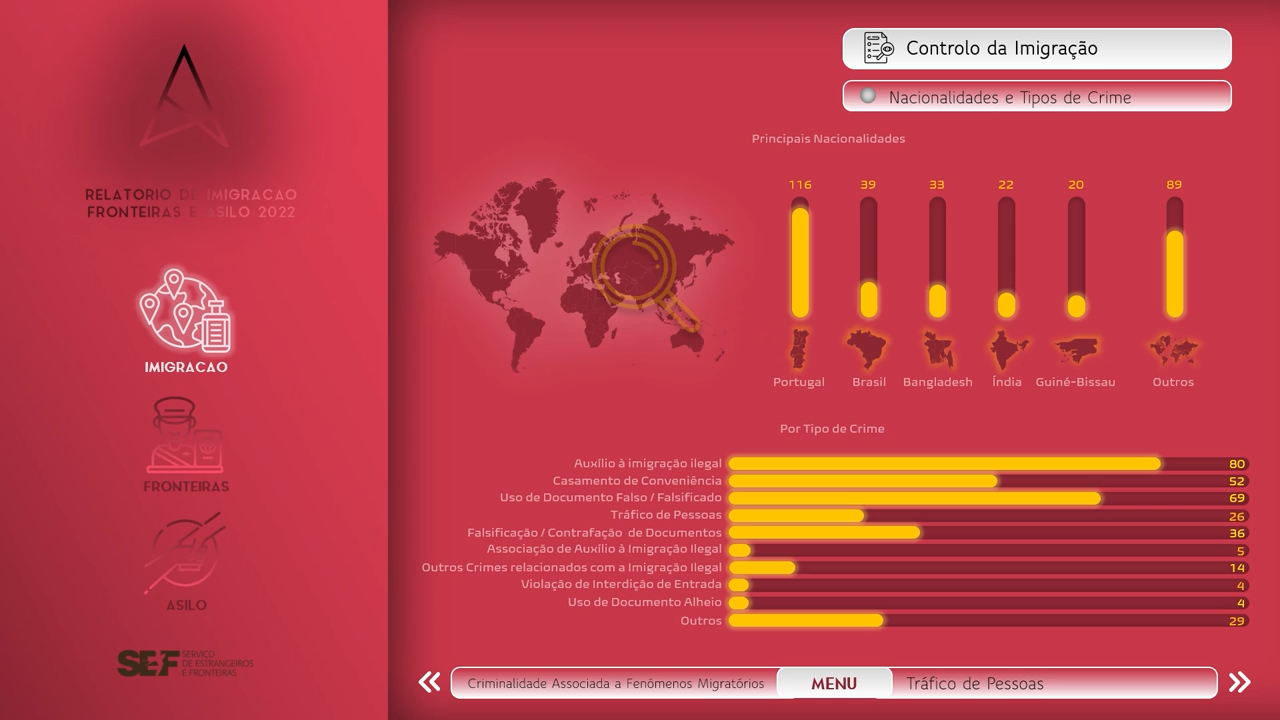 RELATORIO DE IMIGRACAO
FRONTEIRAS E ASILO 2022
IMIGRACAO
FRONTEIRAS
ASILO
SEF SERVIÇO
DE ESTRANGEIROS
E FRONTEIRAS
Controlo da Imigração
Nacionalidades e Tipos de Crime
Principais Nacionalidades
116 39 33 22 20 89
Portugal Brasil Bangladesh Índia Guiné-Bissau Outros
Por Tipo de Crime
Auxílio à imigração ilegal 80
Casamento de Conveniência 52
Uso de Documento Falso / Falsificado 69
Tráfico de Pessoas 26
Falsificação / Contrafação de Documentos 36
Associação de Auxílio à Imigração Ilegal 5
Outros Crimes relacionados com a Imigração Ilegal 14
Violação de Interdição de Entrada 4
Uso de Documento Alheio 4
Outros 29
Criminalidade Associada a Fenómenos Migratórios MENU Tráfico de Pessoas